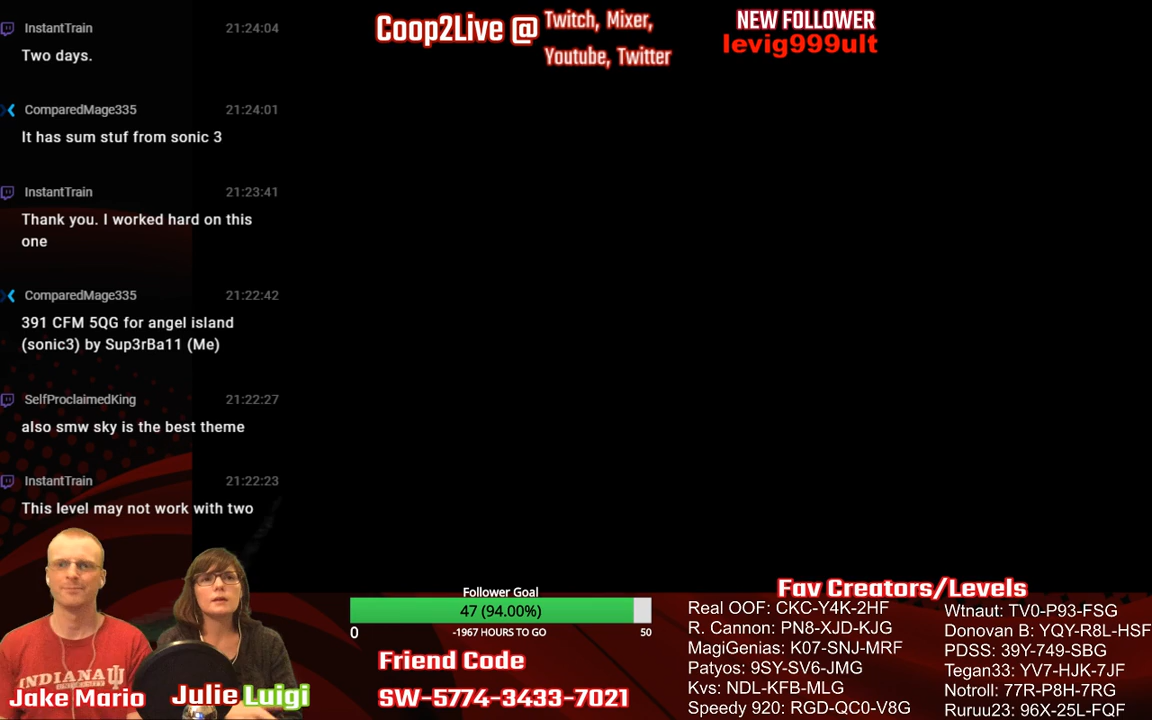 InstantTrain 21:24:04
Two days.
ComparedMage335 21:24:01
It has sum stuf from sonic 3
InstantTrain 21:23:41
Thank you. I worked hard on this
one
ComparedMage335 21:22:42
391 CFM 5QG for angel island
(sonic3) by Sup3rBa11 (Me)
SelfProclaimedKing 21:22:27
also smw sky is the best theme
InstantTrain 21:22:23
This level may not work with two
Coop2Live @
Twitch, Mixer,
Youtube, Twitter
NEW FOLLOWER
levig999ult
INDIANA
Jake Mario
Julie Luigi
Follower Goal
47 (94.00%)
0 -1967 HOURS TO GO 50
Friend Code
SW-5774-3433-7021
Fav Creators/Levels
Real OOF: CKC-Y4K-2HF
R. Cannon: PN8-XJD-KJG
MagiGenias: K07-SNJ-MRF
Patyos: 9SY-SV6-JMG
Kvs: NDL-KFB-MLG
Speedy 920: RGD-QC0-V8G
Wtnaut: TV0-P93-FSG
Donovan B: YQY-R8L-HSF
PDSS: 39Y-749-SBG
Tegan33: YV7-HJK-7JF
Notroll: 77R-P8H-7RG
Ruruu23: 96X-25L-FQF